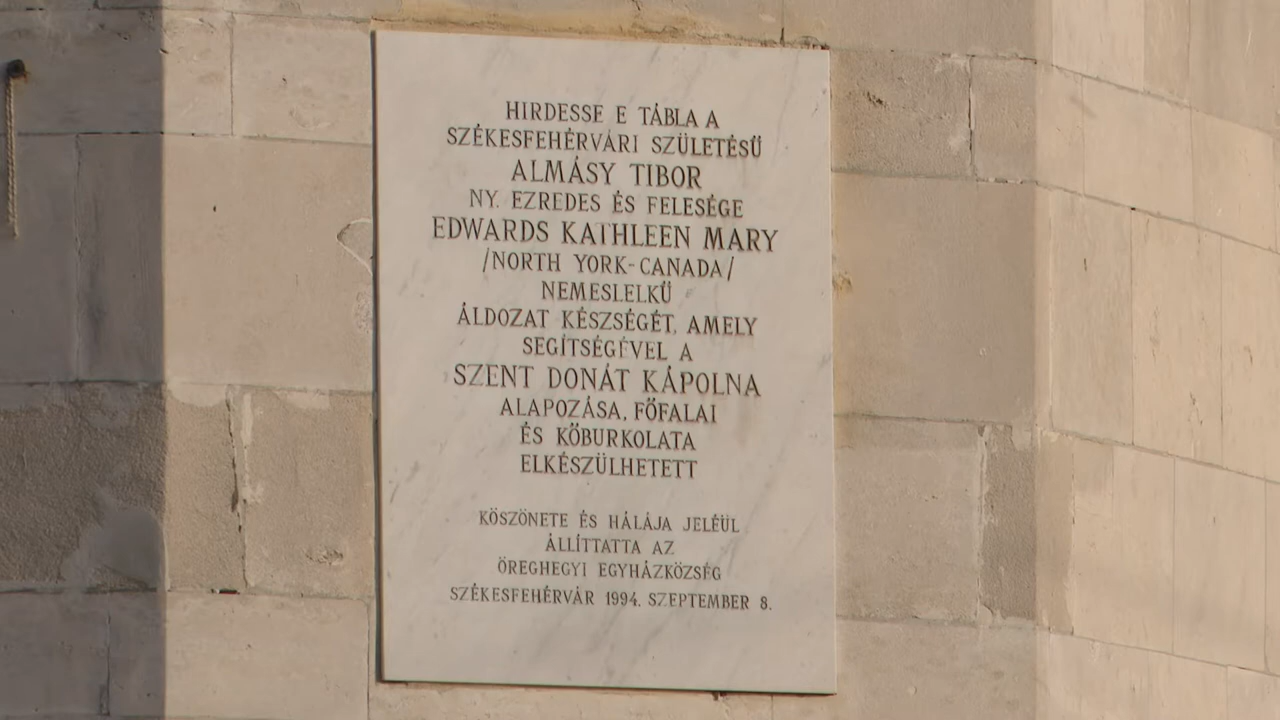 HIRDESSE E TÁBLA A
SZÉKESFEHÉRVÁRI SZÜLETÉSŰ
ALMÁSY TIBOR
NY. EZREDES ÉS FELESÉGE
EDWARDS KATHLEEN MARY
/NORTH YORK-CANADA/
NEMESLELKŰ
ÁLDOZAT KÉSZSÉGÉT, AMELY
SEGÍTSÉGÉVEL A
SZENT DONÁT KÁPOLNA
ALAPOZÁSA, FŐFALAI
ÉS KŐBURKOLATA
ELKÉSZÜLHETETT
KÖSZÖNETE ÉS HÁLÁJA JELÉÜL
ÁLLÍTTATTA AZ
ÖREGHEGYI EGYHÁZKÖZSÉG
SZÉKESFEHÉRVÁR 1994. SZEPTEMBER 8.